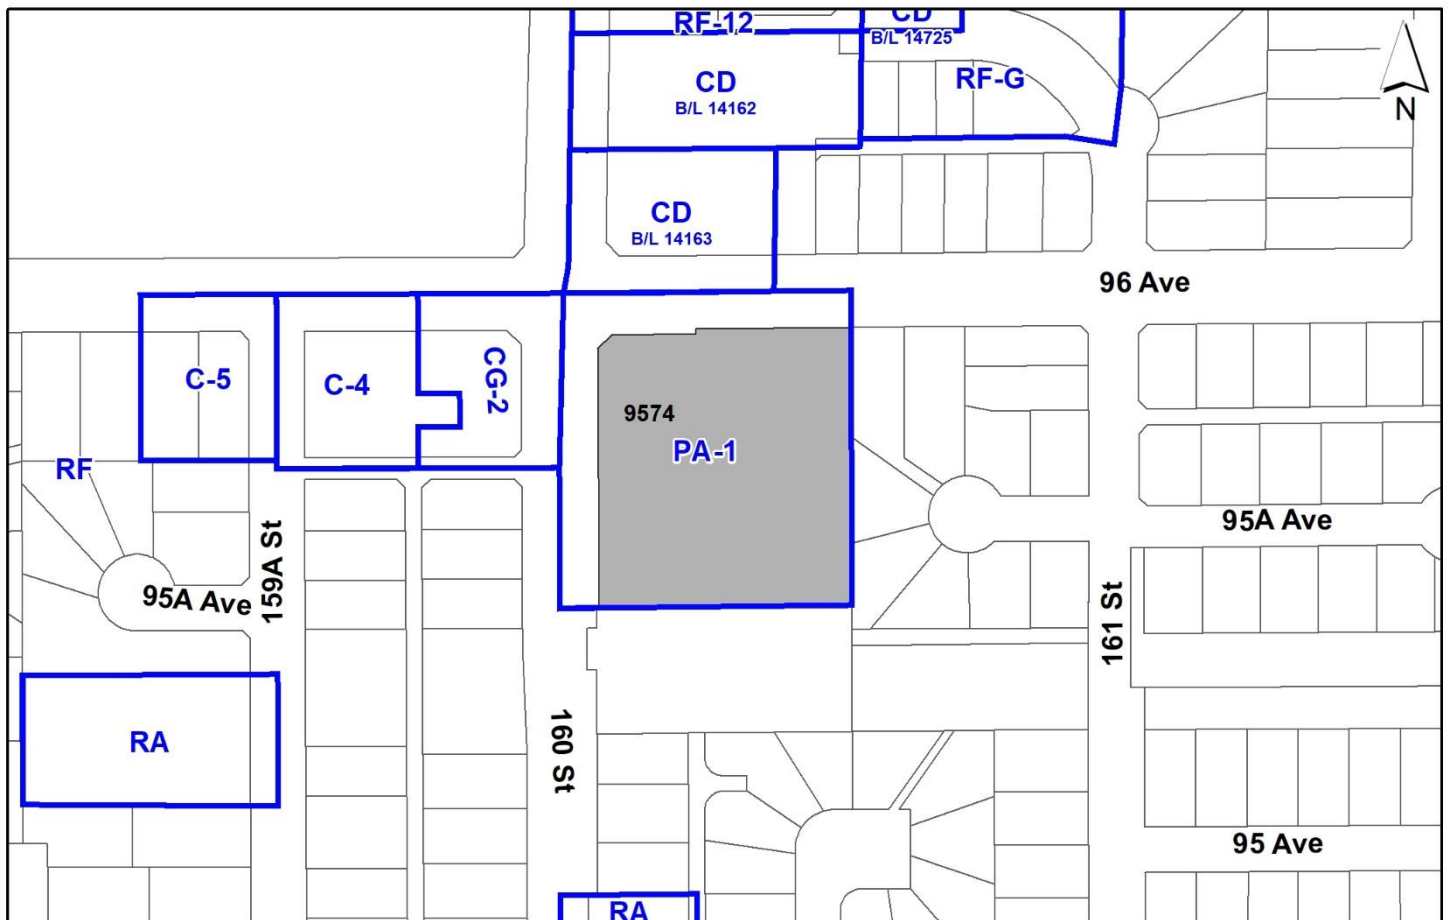 RF-12
CD
B/L 14725
CD
B/L 14162
RF-G
N
CD
B/L 14163
96 Ave
C-5
C-4
CG-2
9574
PA-1
RF
95A Ave
159A St
95A Ave
161 St
RA
160 St
95 Ave
RA